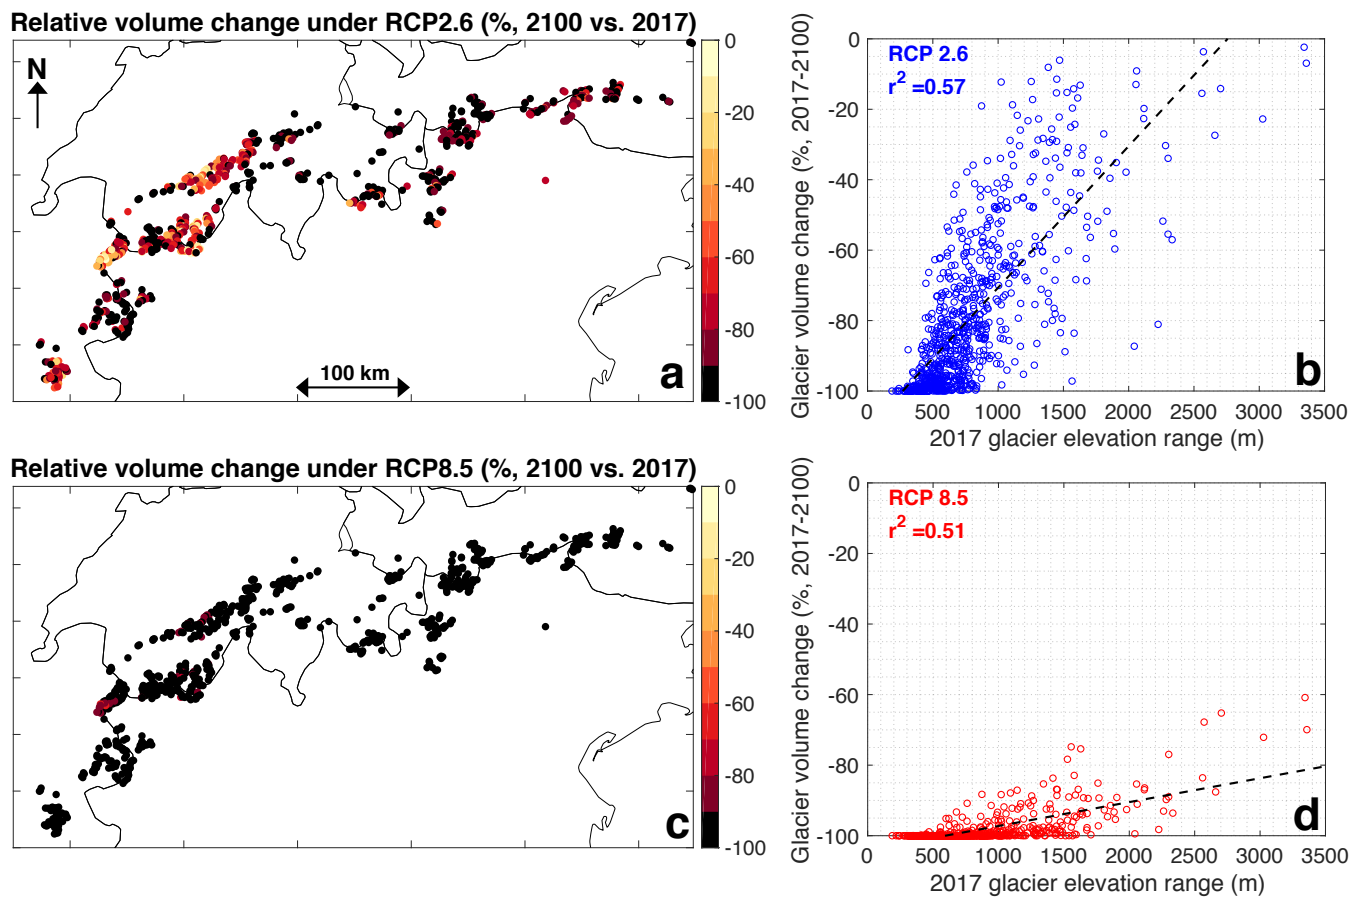 Relative volume change under RCP2.6 (%, 2100 vs. 2017)
N
0
-20
-40
-60
-80
-100
100 km
a
Glacier volume change (%, 2017-2100)
0
-20
-40
-60
-80
-100
RCP 2.6
r2 =0.57
b
0 500 1000 1500 2000 2500 3000 3500
2017 glacier elevation range (m)
Relative volume change under RCP8.5 (%, 2100 vs. 2017)
0
-20
-40
-60
-80
-100
c
Glacier volume change (%, 2017-2100)
0
-20
-40
-60
-80
-100
RCP 8.5
r2 =0.51
d
0 500 1000 1500 2000 2500 3000 3500
2017 glacier elevation range (m)